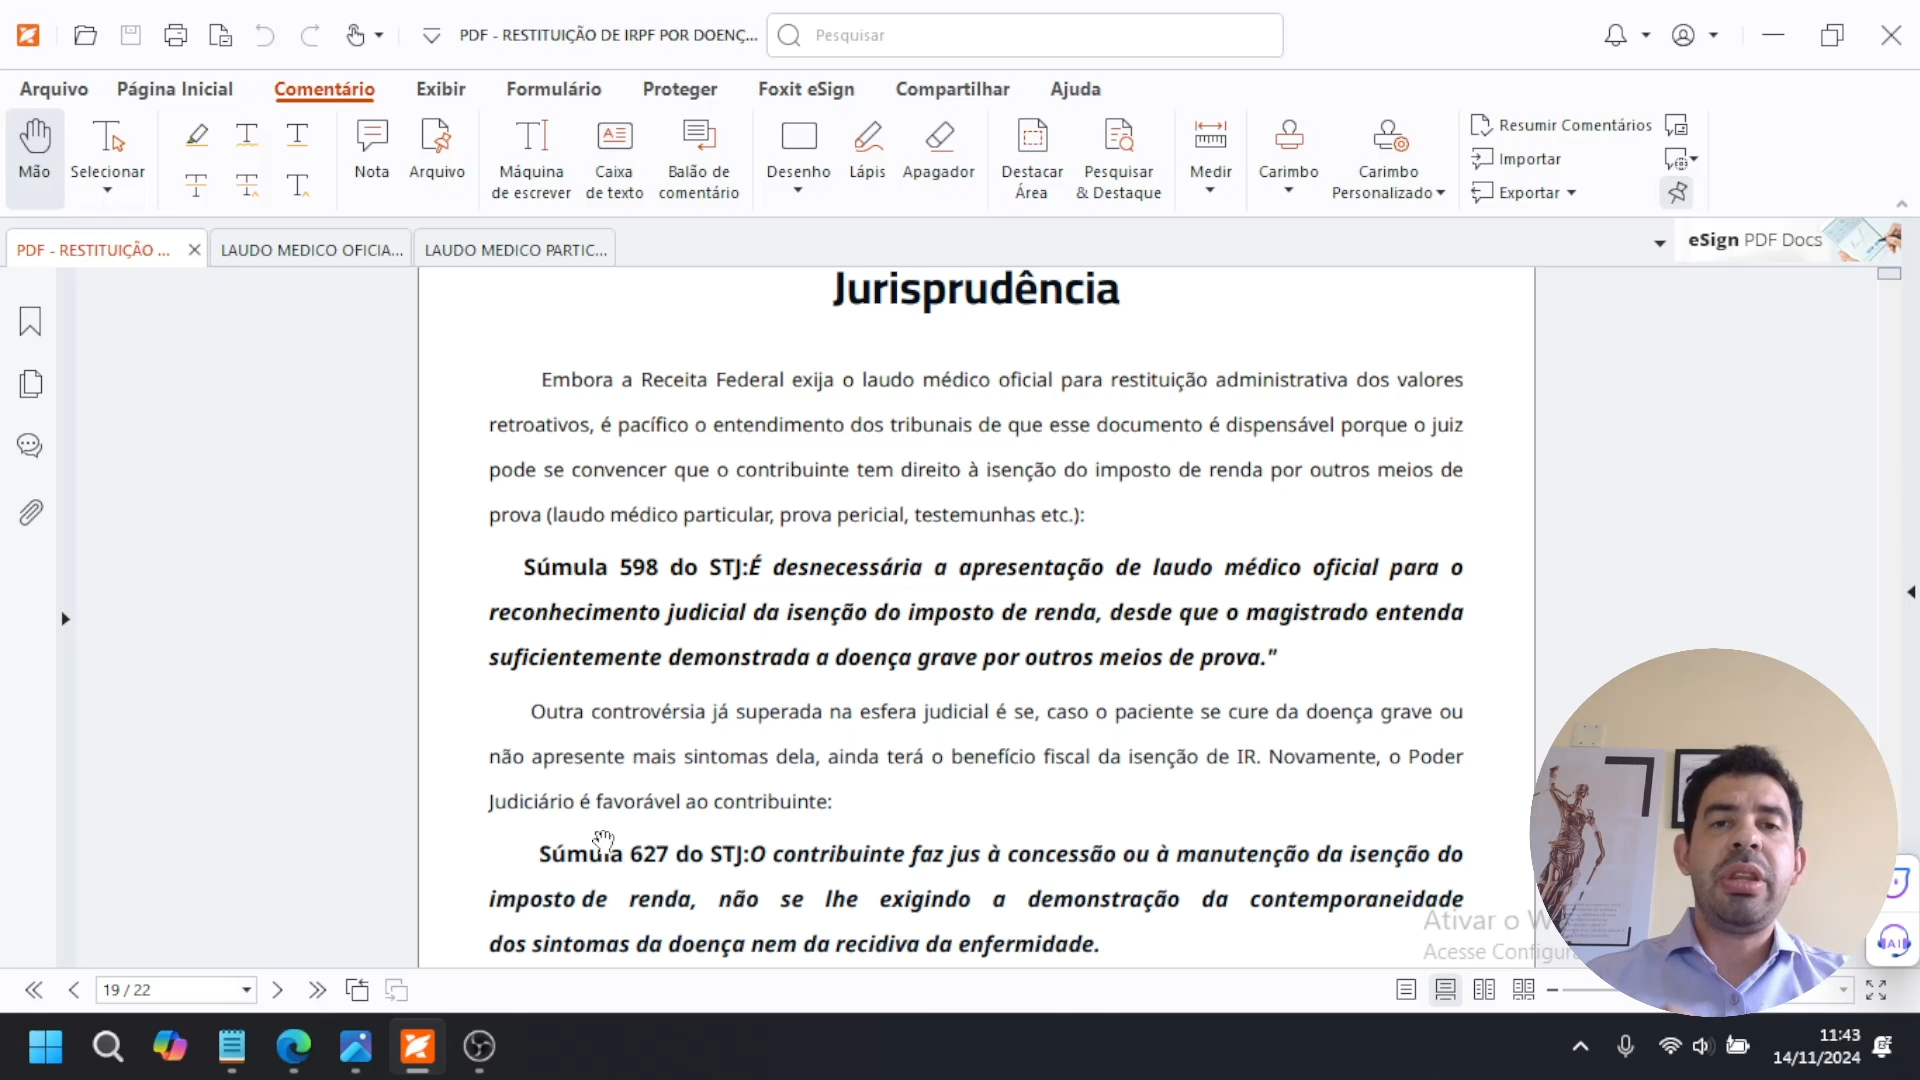 PDF - RESTITUIÇÃO DE IRPF POR DOENÇ...
Pesquisar
Arquivo
Página Inicial
Comentário
Exibir
Formulário
Proteger
Foxit eSign
Compartilhar
Ajuda
Mão
Selecionar
Nota
Arquivo
Máquina
de escrever
Caixa
de texto
Balão de
comentário
Desenho
Lápis
Apagador
Destacar
Área
Pesquisar
& Destaque
Medir
Carimbo
Carimbo
Personalizado
Resumir Comentários
Importar
Exportar
PDF - RESTITUIÇÃO ...
LAUDO MEDICO OFICIA...
LAUDO MEDICO PARTIC...
eSign PDF Docs
Jurisprudência
Embora a Receita Federal exija o laudo médico oficial para restituição administrativa dos valores
retroativos, é pacífico o entendimento dos tribunais de que esse documento é dispensável porque o juiz
pode se convencer que o contribuinte tem direito à isenção do imposto de renda por outros meios de
prova (laudo médico particular, prova pericial, testemunhas etc.):
Súmula 598 do STJ:É desnecessária a apresentação de laudo médico oficial para o
reconhecimento judicial da isenção do imposto de renda, desde que o magistrado entenda
suficientemente demonstrada a doença grave por outros meios de prova."
Outra controvérsia já superada na esfera judicial é se, caso o paciente se cure da doença grave ou
não apresente mais sintomas dela, ainda terá o benefício fiscal da isenção de IR. Novamente, o Poder
Judiciário é favorável ao contribuinte:
Súmula 627 do STJ:O contribuinte faz jus à concessão ou à manutenção da isenção do
imposto de renda, não se lhe exigindo a demonstração da contemporaneidade
dos sintomas da doença nem da recidiva da enfermidade.
Ativar o W
Acesse Configur
AI
19 / 22
11:43
14/11/2024